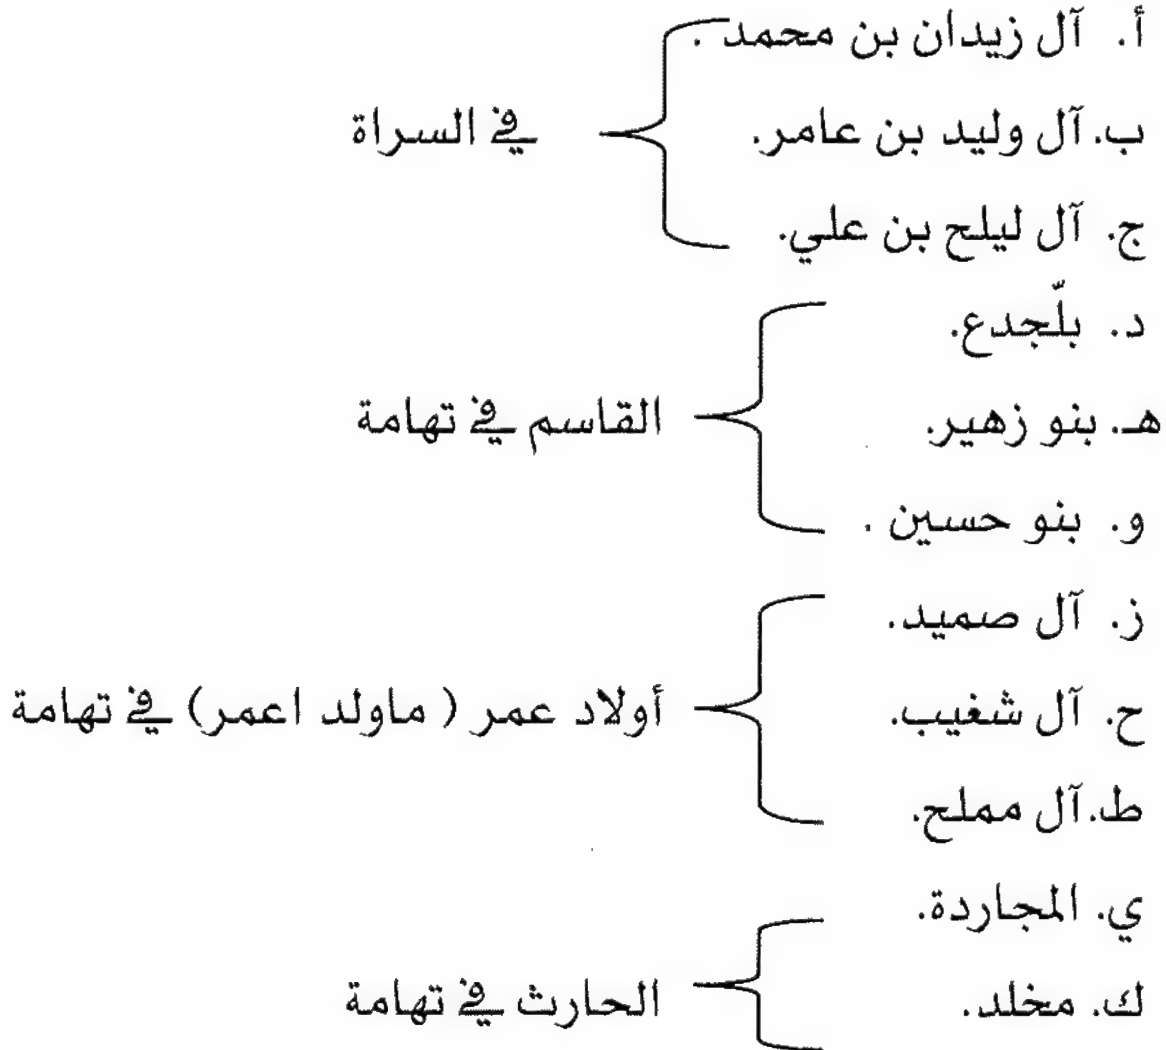 أ. آل زيدان بن محمد .
ب. آل وليد بن عامر. في السراة
ج. آل ليلح بن علي.
د. بلّجدع.
هـ. بنو زهير. القاسم في تهامة
و. بنو حسين .
ز. آل صميد.
ح. آل شغيب. أولاد عمر ( ماولد اعمر) في تهامة
ط. آل مملح.
ي. المجاردة.
ك. مخلد. الحارث في تهامة